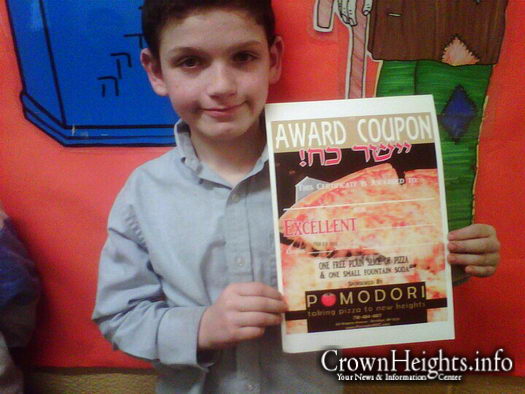 AWARD COUPON
!יישר כח
THIS CERTIFICATE IS AWARDED TO:
EXCELLENT
ONE FREE PLAIN SLICE OF PIZZA
& ONE SMALL FOUNTAIN SODA
SPONSORED BY
POMODORI
taking pizza to new heights
CrownHeights.info
Your News & Information Center